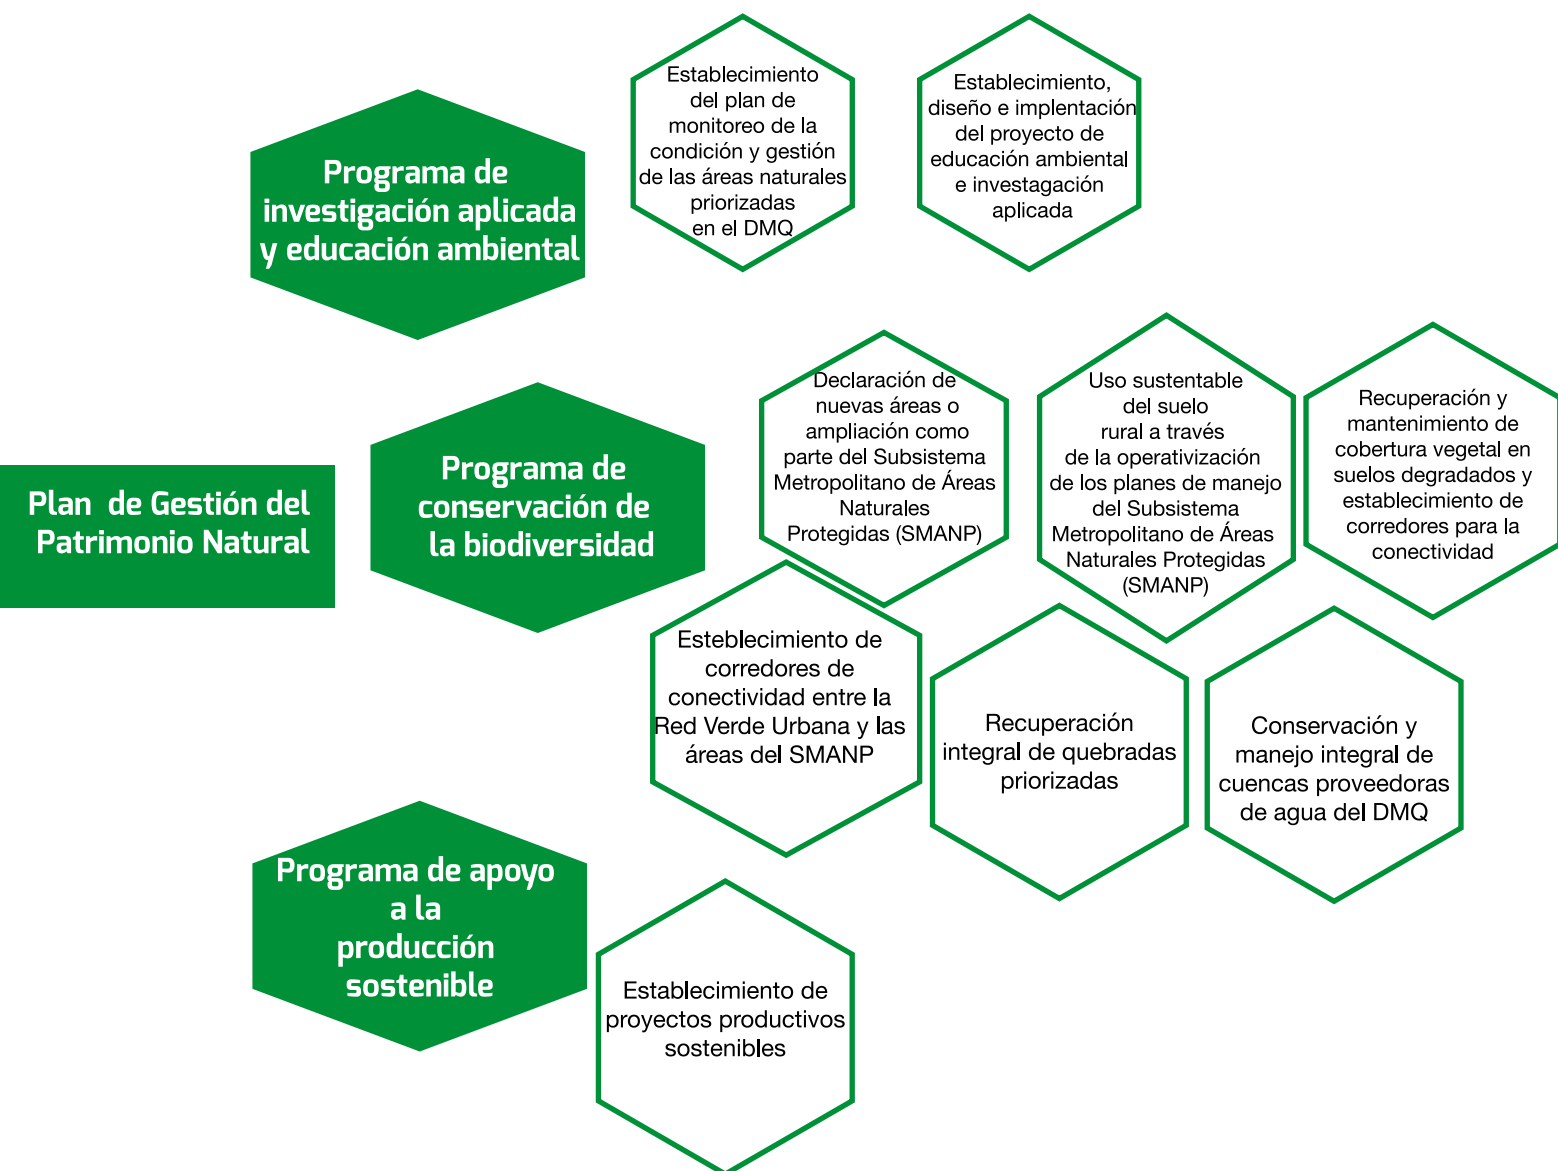 Establecimiento
del plan de
monitoreo de la
condición y gestión
de las áreas naturales
priorizadas
en el DMQ
Establecimiento,
diseño e implentación
del proyecto de
educación ambiental
e investagación
aplicada
Programa de
investigación aplicada
y educación ambiental
Declaración de
nuevas áreas o
ampliación como
parte del Subsistema
Metropolitano de Áreas
Naturales
Protegidas (SMANP)
Uso sustentable
del suelo
rural a través
de la operativización
de los planes de manejo
del Subsistema
Metropolitano de Áreas
Naturales Protegidas
(SMANP)
Recuperación y
mantenimiento de
cobertura vegetal en
suelos degradados y
establecimiento de
corredores para la
conectividad
Programa de
conservación de
la biodiversidad
Plan de Gestión del
Patrimonio Natural
Esteblecimiento de
corredores de
conectividad entre la
Red Verde Urbana y las
áreas del SMANP
Recuperación
integral de quebradas
priorizadas
Conservación y
manejo integral de
cuencas proveedoras
de agua del DMQ
Programa de apoyo
a la
producción
sostenible
Establecimiento de
proyectos productivos
sostenibles